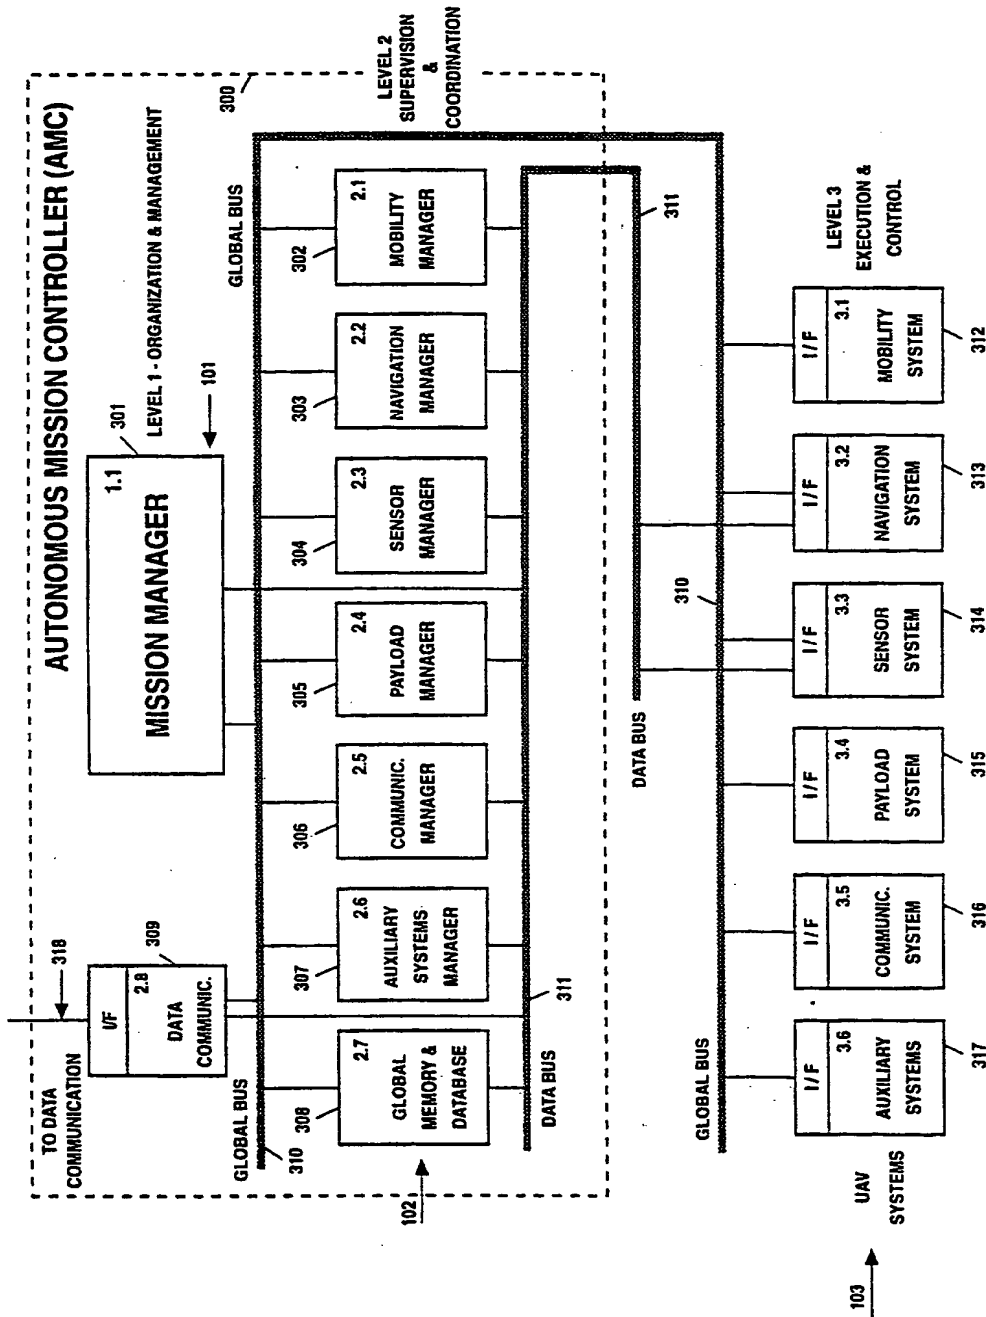 AUTONOMOUS MISSION CONTROLLER (AMC)
300
TO DATA
COMMUNICATION
318
I/F
2.8
DATA
COMMUNIC.
309
1.1
MISSION MANAGER
301
LEVEL 1 - ORGANIZATION & MANAGEMENT
101
LEVEL 2
SUPERVISION
&
COORDINATION
GLOBAL BUS
310
GLOBAL BUS
102
2.7
GLOBAL
MEMORY &
DATABASE
308
2.6
AUXILIARY
SYSTEMS
MANAGER
307
2.5
COMMUNIC.
MANAGER
306
2.4
PAYLOAD
MANAGER
305
2.3
SENSOR
MANAGER
304
2.2
NAVIGATION
MANAGER
303
2.1
MOBILITY
MANAGER
302
DATA BUS
311
DATA BUS
311
GLOBAL BUS
310
103
UAV
SYSTEMS
I/F
3.6
AUXILIARY
SYSTEMS
317
I/F
3.5
COMMUNIC.
SYSTEM
316
I/F
3.4
PAYLOAD
SYSTEM
315
I/F
3.3
SENSOR
SYSTEM
314
I/F
3.2
NAVIGATION
SYSTEM
313
I/F
3.1
MOBILITY
SYSTEM
312
LEVEL 3
EXECUTION &
CONTROL